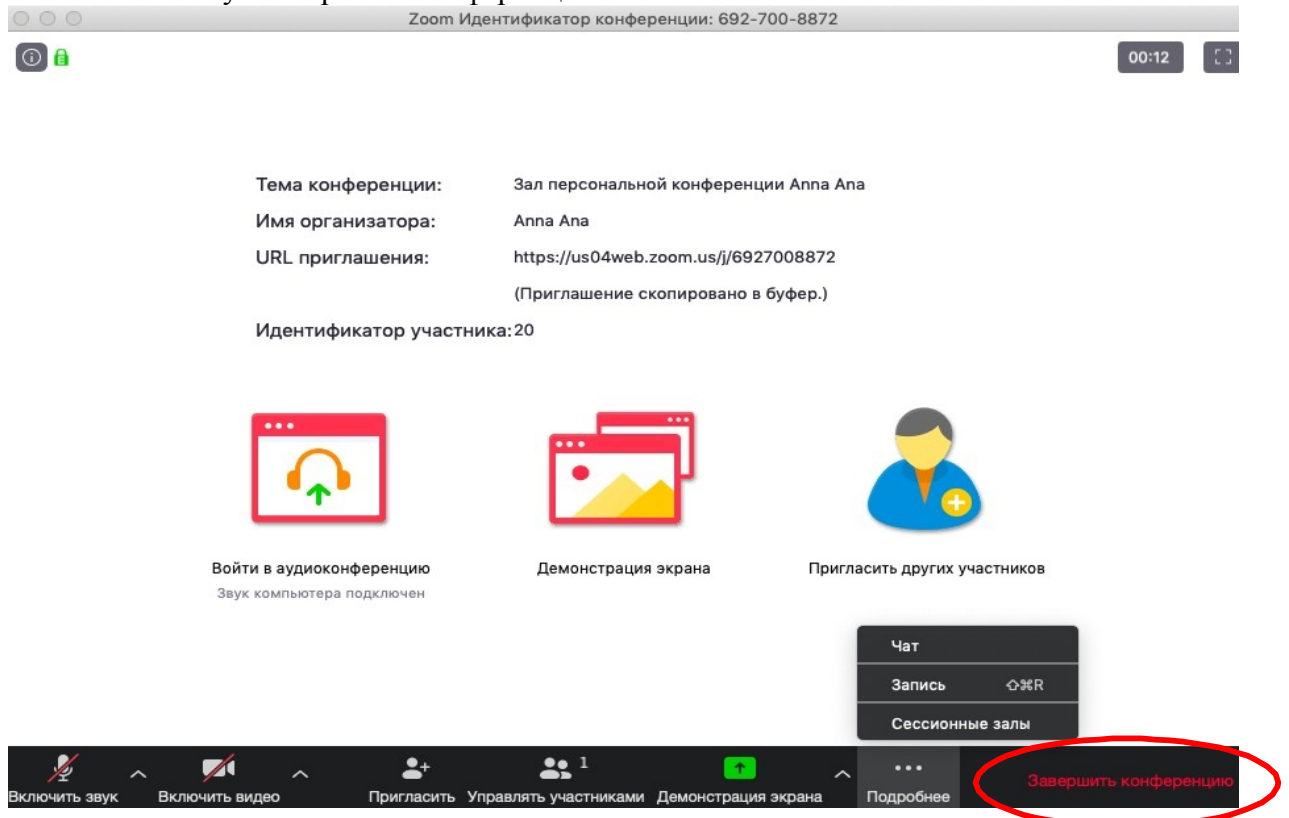 Zoom Идентификатор конференции: 692-700-8872
00:12
Тема конференции: Зал персональной конференции Anna Ana
Имя организатора: Anna Ana
URL приглашения: https://us04web.zoom.us/j/6927008872
(Приглашение скопировано в буфер.)
Идентификатор участника: 20
Войти в аудиоконференцию
Звук компьютера подключен
Демонстрация экрана
Пригласить других участников
Чат
Запись ⇧⌘R
Сессионные залы
Включить звук
Включить видео
Пригласить
1
Управлять участниками
Демонстрация экрана
Подробнее
Завершить конференцию